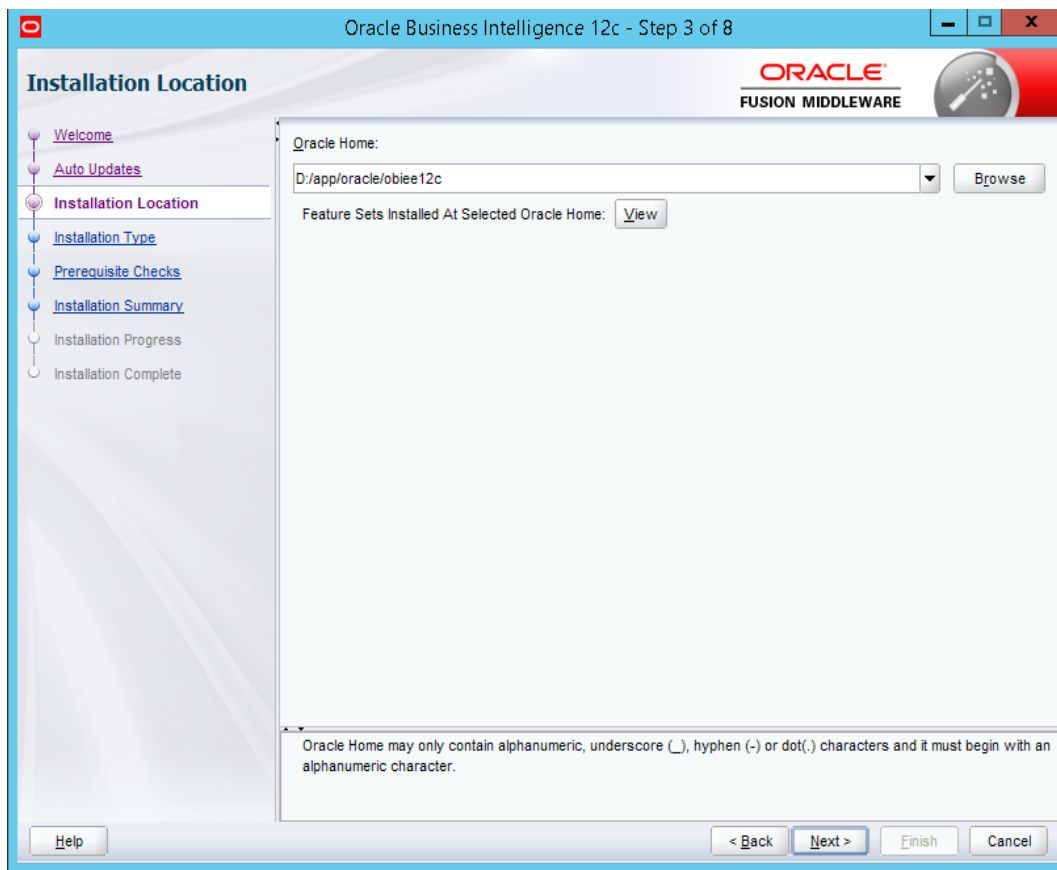 Oracle Business Intelligence 12c - Step 3 of 8
Installation Location
ORACLE
FUSION MIDDLEWARE
Welcome
Auto Updates
Installation Location
Installation Type
Prerequisite Checks
Installation Summary
Installation Progress
Installation Complete
Oracle Home:
D:/app/oracle/obiee12c
Browse
Feature Sets Installed At Selected Oracle Home: View
Oracle Home may only contain alphanumeric, underscore (_), hyphen (-) or dot(.) characters and it must begin with an
alphanumeric character.
Help
< Back Next > Finish Cancel